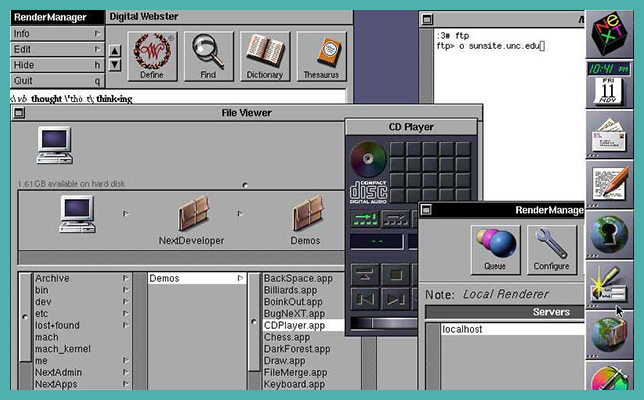 RenderManager
Info
Edit
Hide h
Quit q
Digital Webster
Define
Find
Dictionary
Thesaurus
vb thought \'tho t\; think·ing
:3# ftp
ftp> o sunsite.unc.edu
NeXT
10:41 PM
FRI
11
NOV
File Viewer
1.61GB available on hard disk
NextDeveloper
Demos
Archive
bin
dev
etc
lost+found
mach
mach_kernel
me
NextAdmin
NextApps
Demos
BackSpace.app
Billiards.app
BoinkOut.app
BugNeXT.app
CDPlayer.app
Chess.app
DarkForest.app
Draw.app
FileMerge.app
Keyboard.app
CD Player
COMPACT
disc
DIGITAL AUDIO
RenderManage
Queue
Configure
Note: Local Renderer
Servers
localhost